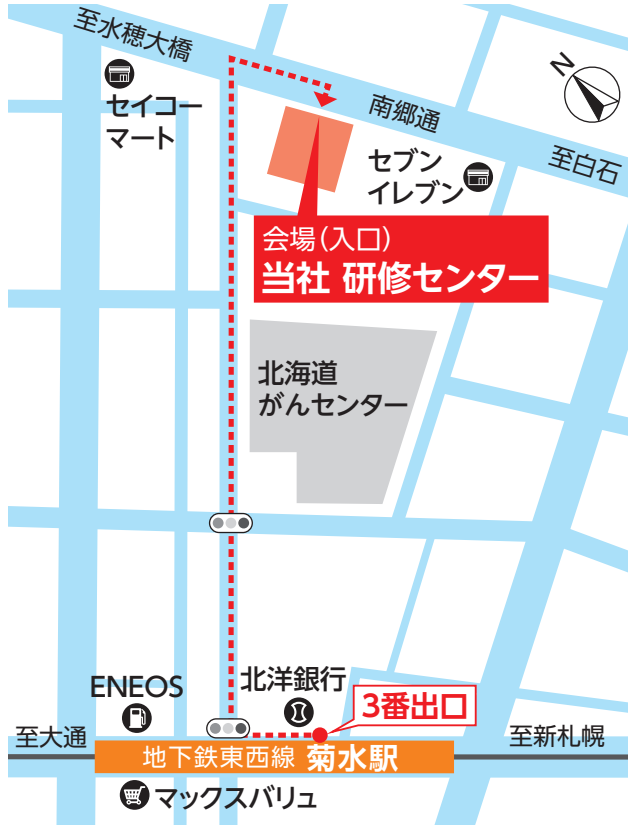 至水穂大橋
N
セイコー
マート
南郷通
至白石
セブン
イレブン
会場(入口)
当社 研修センター
北海道
がんセンター
ENEOS
北洋銀行
3番出口
至大通
地下鉄東西線 菊水駅
至新札幌
マックスバリュ